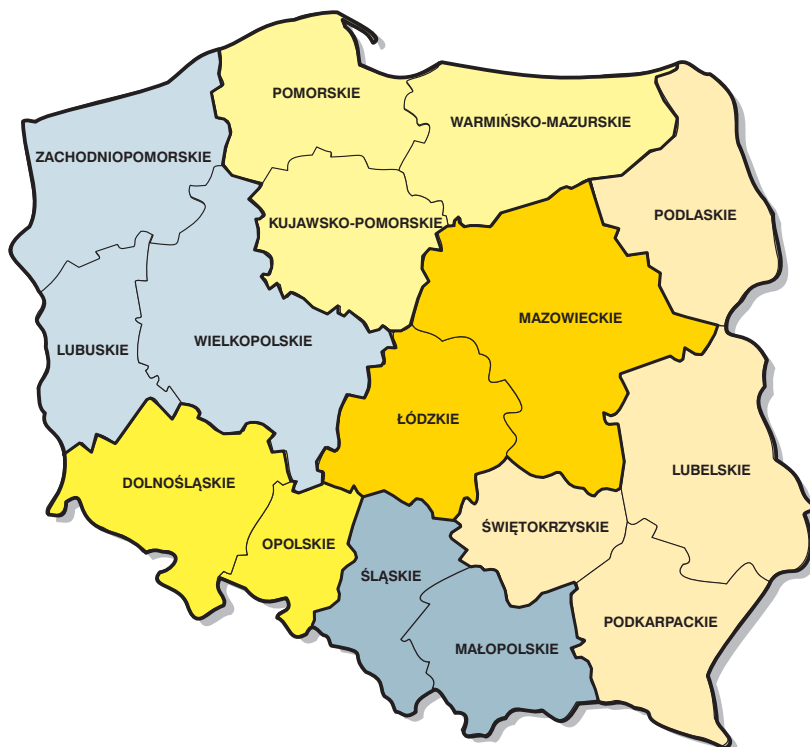 POMORSKIE
WARMIŃSKO-MAZURSKIE
ZACHODNIOPOMORSKIE
KUJAWSKO-POMORSKIE
PODLASKIE
MAZOWIECKIE
WIELKOPOLSKIE
LUBUSKIE
ŁÓDZKIE
LUBELSKIE
DOLNOŚLĄSKIE
ŚWIĘTOKRZYSKIE
OPOLSKIE
ŚLĄSKIE
PODKARPACKIE
MAŁOPOLSKIE